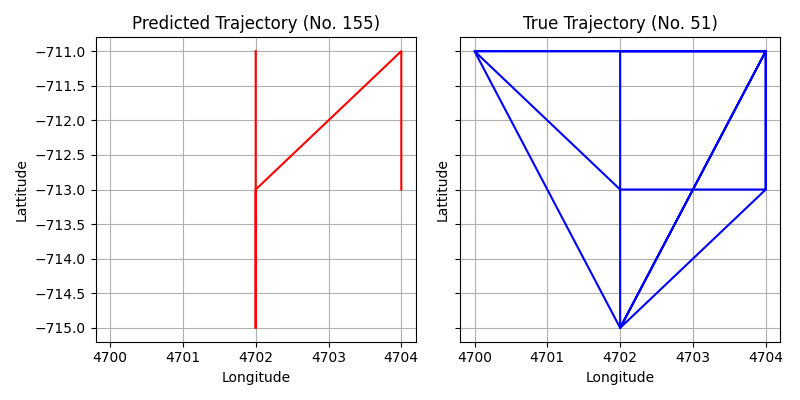 Predicted Trajectory (No. 155)
True Trajectory (No. 51)
Lattitude
−711.0
−711.5
−712.0
−712.5
−713.0
−713.5
−714.0
−714.5
−715.0
4700 4701 4702 4703 4704
Longitude
Lattitude
4700 4701 4702 4703 4704
Longitude